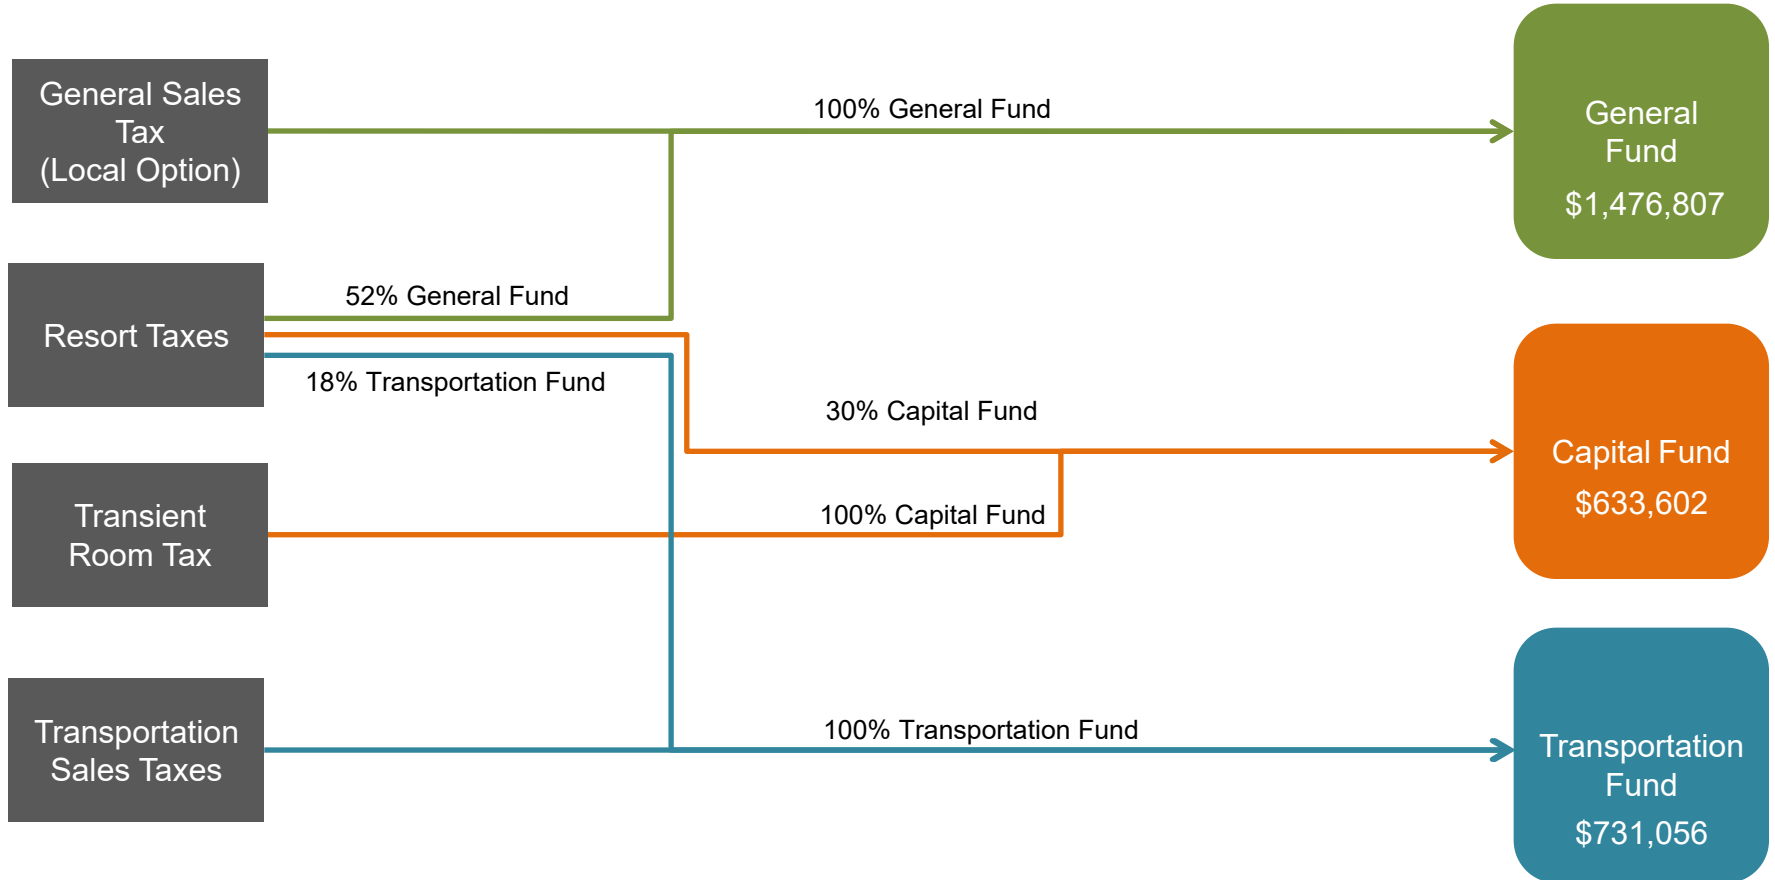 General Sales
Tax
(Local Option)
100% General Fund
General
Fund
$1,476,807
Resort Taxes
52% General Fund
18% Transportation Fund
30% Capital Fund
Capital Fund
$633,602
Transient
Room Tax
100% Capital Fund
Transportation
Sales Taxes
100% Transportation Fund
Transportation
Fund
$731,056